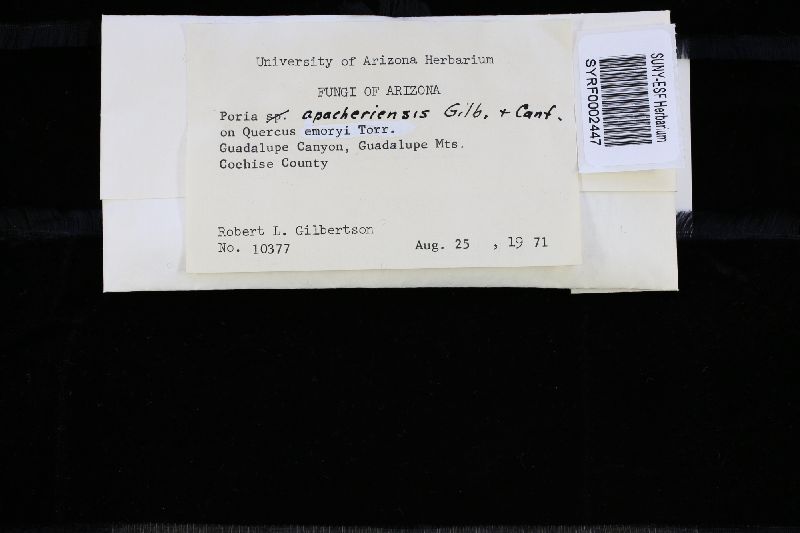 University of Arizona Herbarium
FUNGI OF ARIZONA
Poria sp. apacheriensis Gilb. + Canf.
on Quercus emoryi Torr.
Guadalupe Canyon, Guadalupe Mts.
Cochise County
Robert L. Gilbertson
No. 10377
Aug. 25 , 19 71
SUNY-ESF Herbarium
SYRF0002447